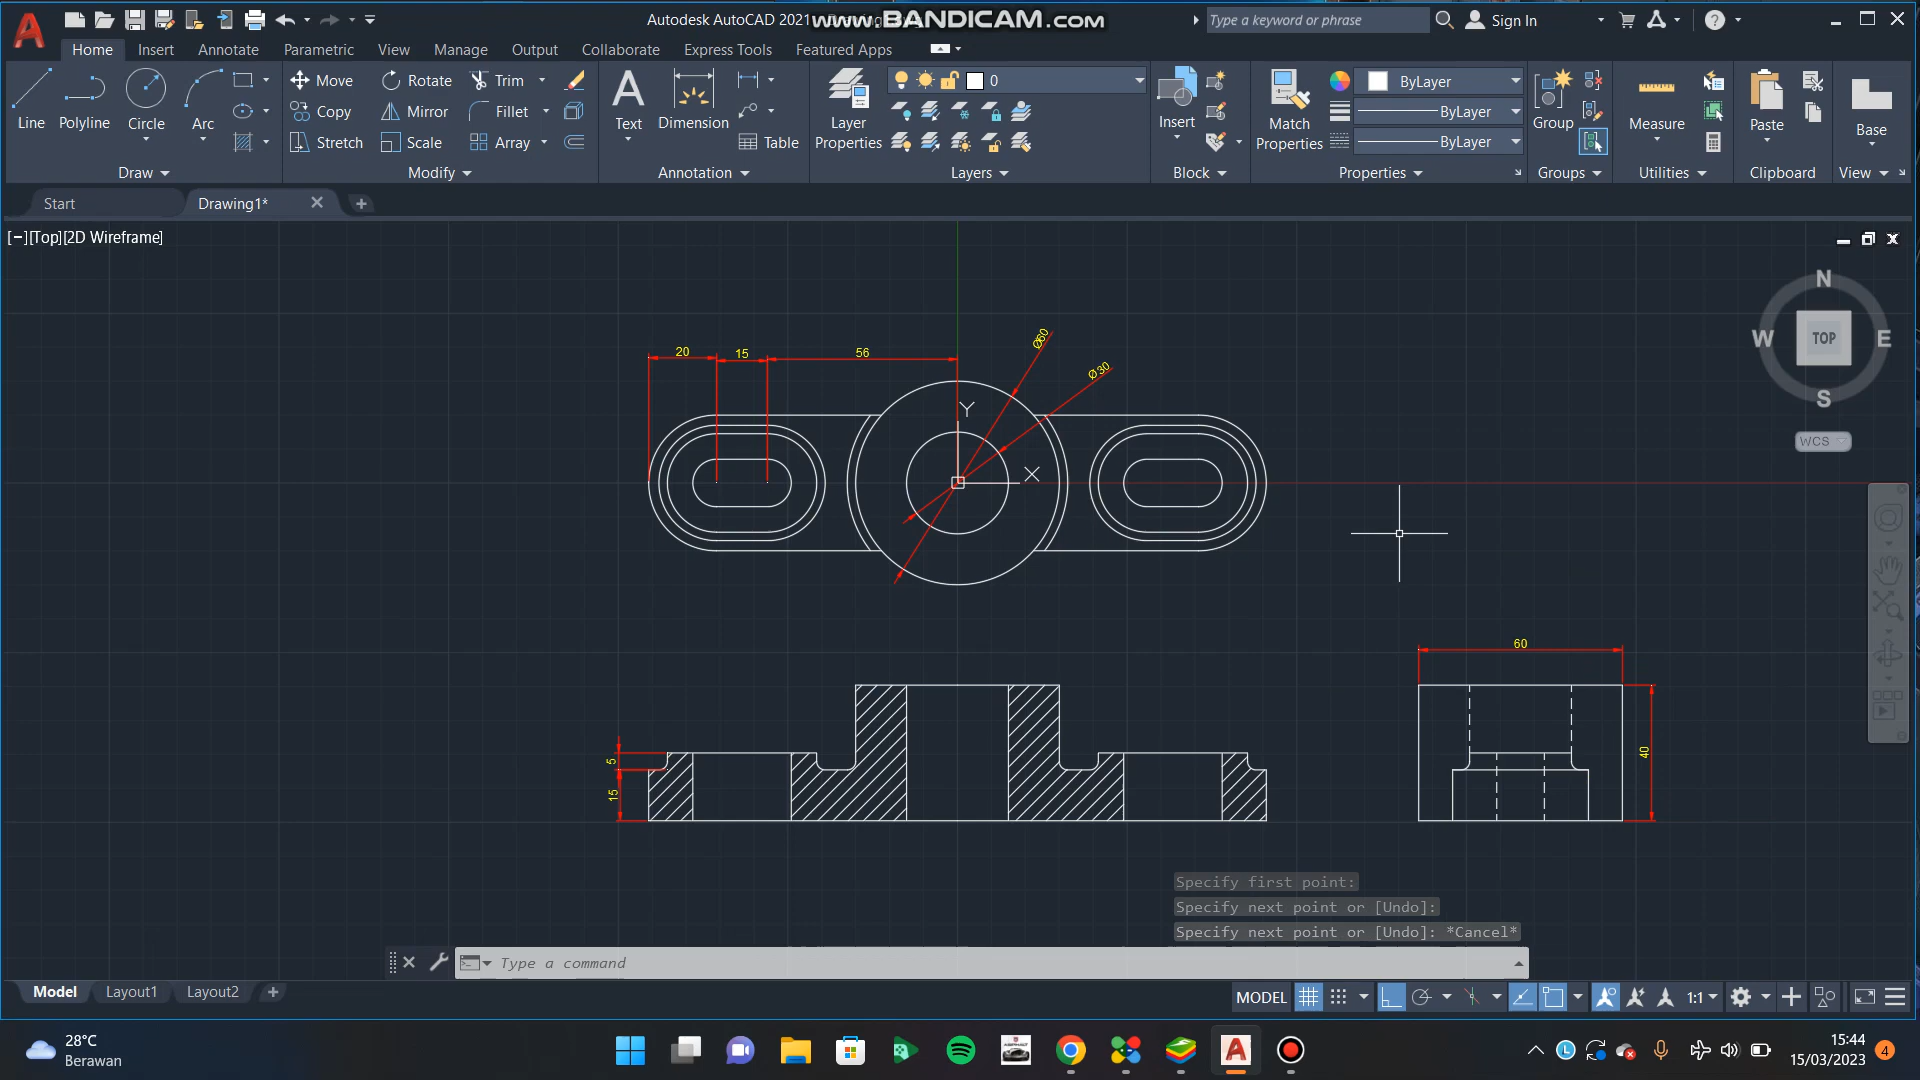 Autodesk AutoCAD 2021
www.BANDICAM.com
Type a keyword or phrase
Sign In
Home Insert Annotate Parametric View Manage Output Collaborate Express Tools Featured Apps
Line Polyline Circle Arc
Move Rotate Trim
Copy Mirror Fillet
Stretch Scale Array
Text Dimension Table
Layer Properties
0
Insert
Match Properties
ByLayer
ByLayer
ByLayer
Group
Measure
Paste
Base
Draw Modify Annotation Layers Block Properties Groups Utilities Clipboard View
Start Drawing1*
[−][Top][2D Wireframe]
N
W TOP E
S
WCS
20 15 56 Ø60 Ø30
Y
X
60
5
15
40
Specify first point:
Specify next point or [Undo]:
Specify next point or [Undo]: *Cancel*
Type a command
Model Layout1 Layout2
MODEL 1:1
28°C
Berawan
15:44
15/03/2023
4